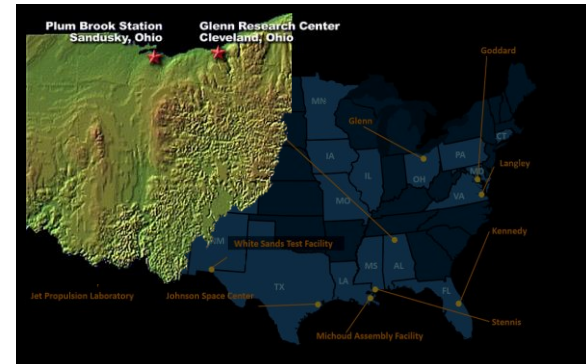 Plum Brook Station
Sandusky, Ohio
Glenn Research Center
Cleveland, Ohio
Goddard
MN
Glenn
CT
IA
PA
IL
OH
MD
Langley
MO
VA
NM
White Sands Test Facility
Kennedy
MS
AL
Jet Propulsion Laboratory
Johnson Space Center
TX
LA
FL
Stennis
Michoud Assembly Facility